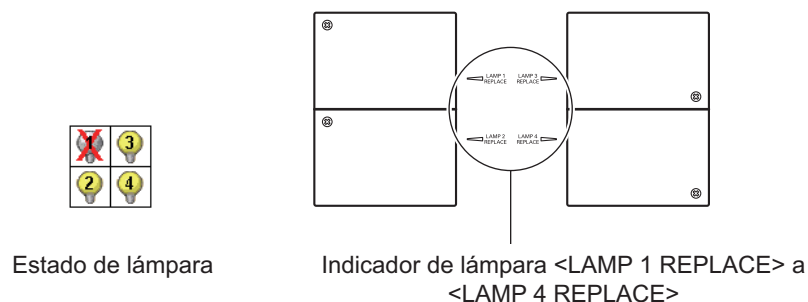 LAMP 1 REPLACE
LAMP 3 REPLACE
LAMP 2 REPLACE
LAMP 4 REPLACE
1
3
2
4
Estado de lámpara
Indicador de lámpara <LAMP 1 REPLACE> a
<LAMP 4 REPLACE>